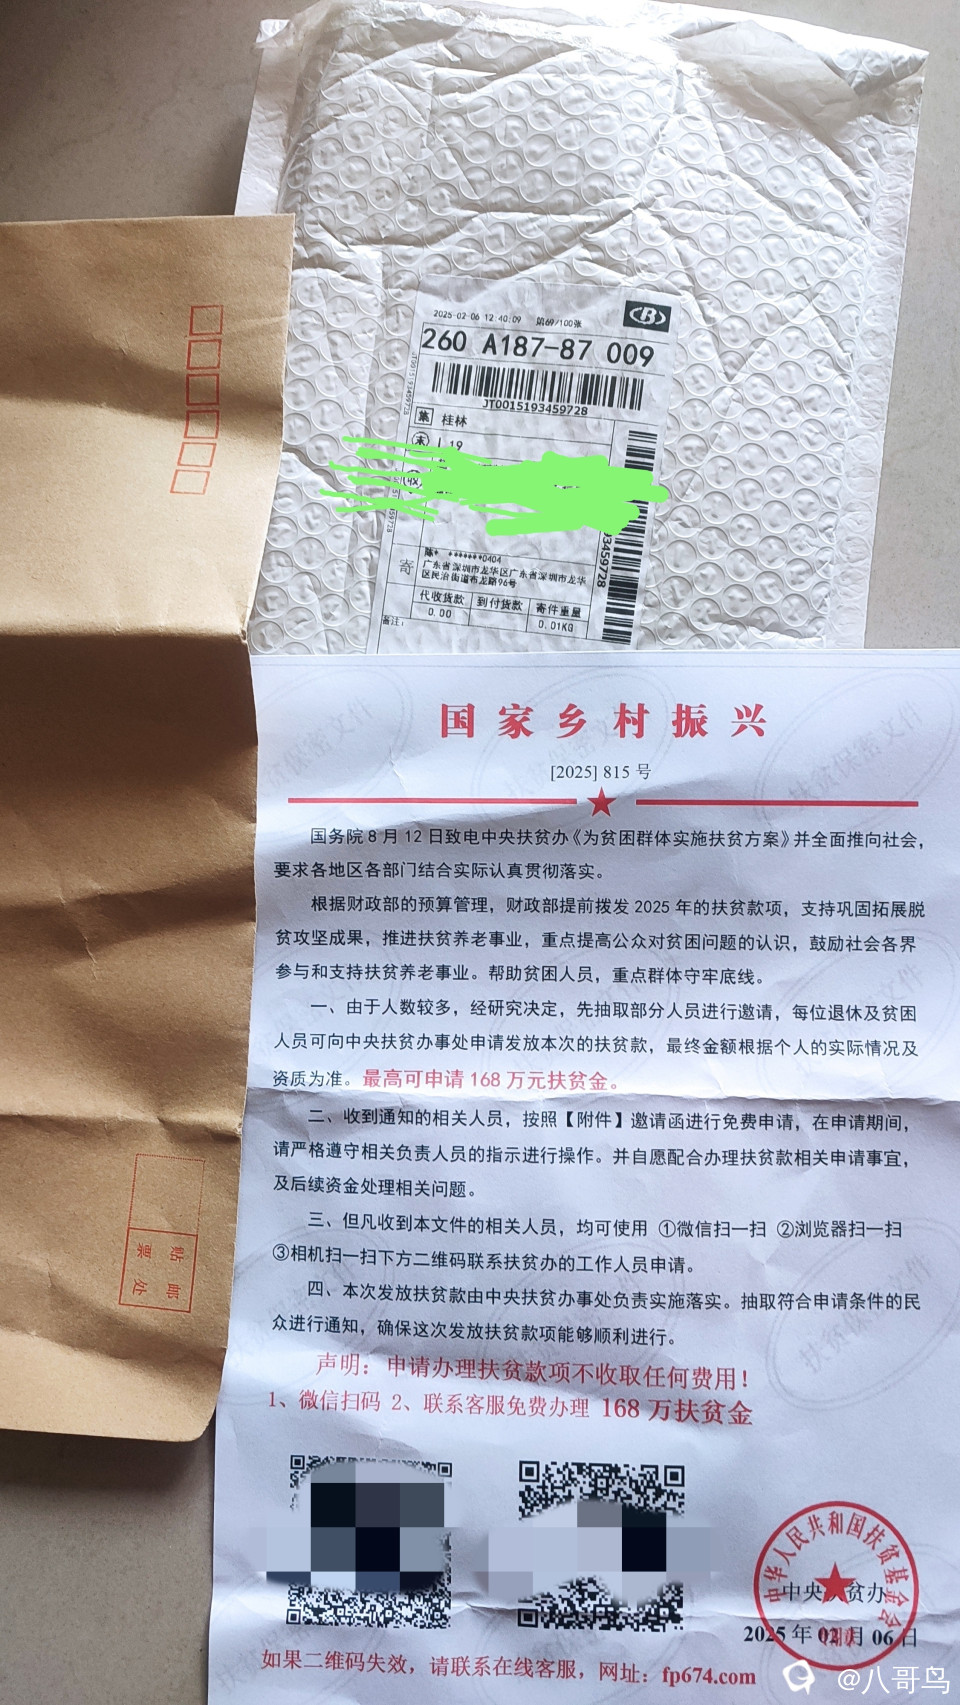 2025-02-06 12:40:09 第69/100张
B
260 A187-87 009
JT0015193459728
集 桂林
收
寄
陈* *******0404
广东省深圳市龙华区广东省深圳市龙华
区民治街道布龙路96号
代收货款 到付货款 寄件重量
0.00 0.01KG
备注:
贴邮
票处
国家乡村振兴
[2025] 815 号
国务院8月12日致电中央扶贫办《为贫困群体实施扶贫方案》并全面推向社会，
要求各地区各部门结合实际认真贯彻落实。
根据财政部的预算管理，财政部提前拨发 2025 年的扶贫款项，支持巩固拓展脱
贫攻坚成果，推进扶贫养老事业，重点提高公众对贫困问题的认识，鼓励社会各界
参与和支持扶贫养老事业。帮助贫困人员，重点群体守牢底线。
一、由于人数较多，经研究决定，先抽取部分人员进行邀请，每位退休及贫困
人员可向中央扶贫办事处申请发放本次的扶贫款，最终金额根据个人的实际情况及
资质为准。最高可申请 168 万元扶贫金。
二、收到通知的相关人员，按照【附件】邀请函进行免费申请，在申请期间，
请严格遵守相关负责人员的指示进行操作。并自愿配合办理扶贫款相关申请事宜，
及后续资金处理相关问题。
三、但凡收到本文件的相关人员，均可使用 ①微信扫一扫 ②浏览器扫一扫
③相机扫一扫下方二维码联系扶贫办的工作人员申请。
四、本次发放扶贫款由中央扶贫办事处负责实施落实。抽取符合申请条件的民
众进行通知，确保这次发放扶贫款项能够顺利进行。
声明：申请办理扶贫款项不收取任何费用！
1、微信扫码 2、联系客服免费办理 168 万扶贫金
中华人民共和国扶贫基金会
中央扶贫办
2025 年 02 月 06 日
如果二维码失效，请联系在线客服，网址：fp674.com
扶贫保密文件
@八哥鸟